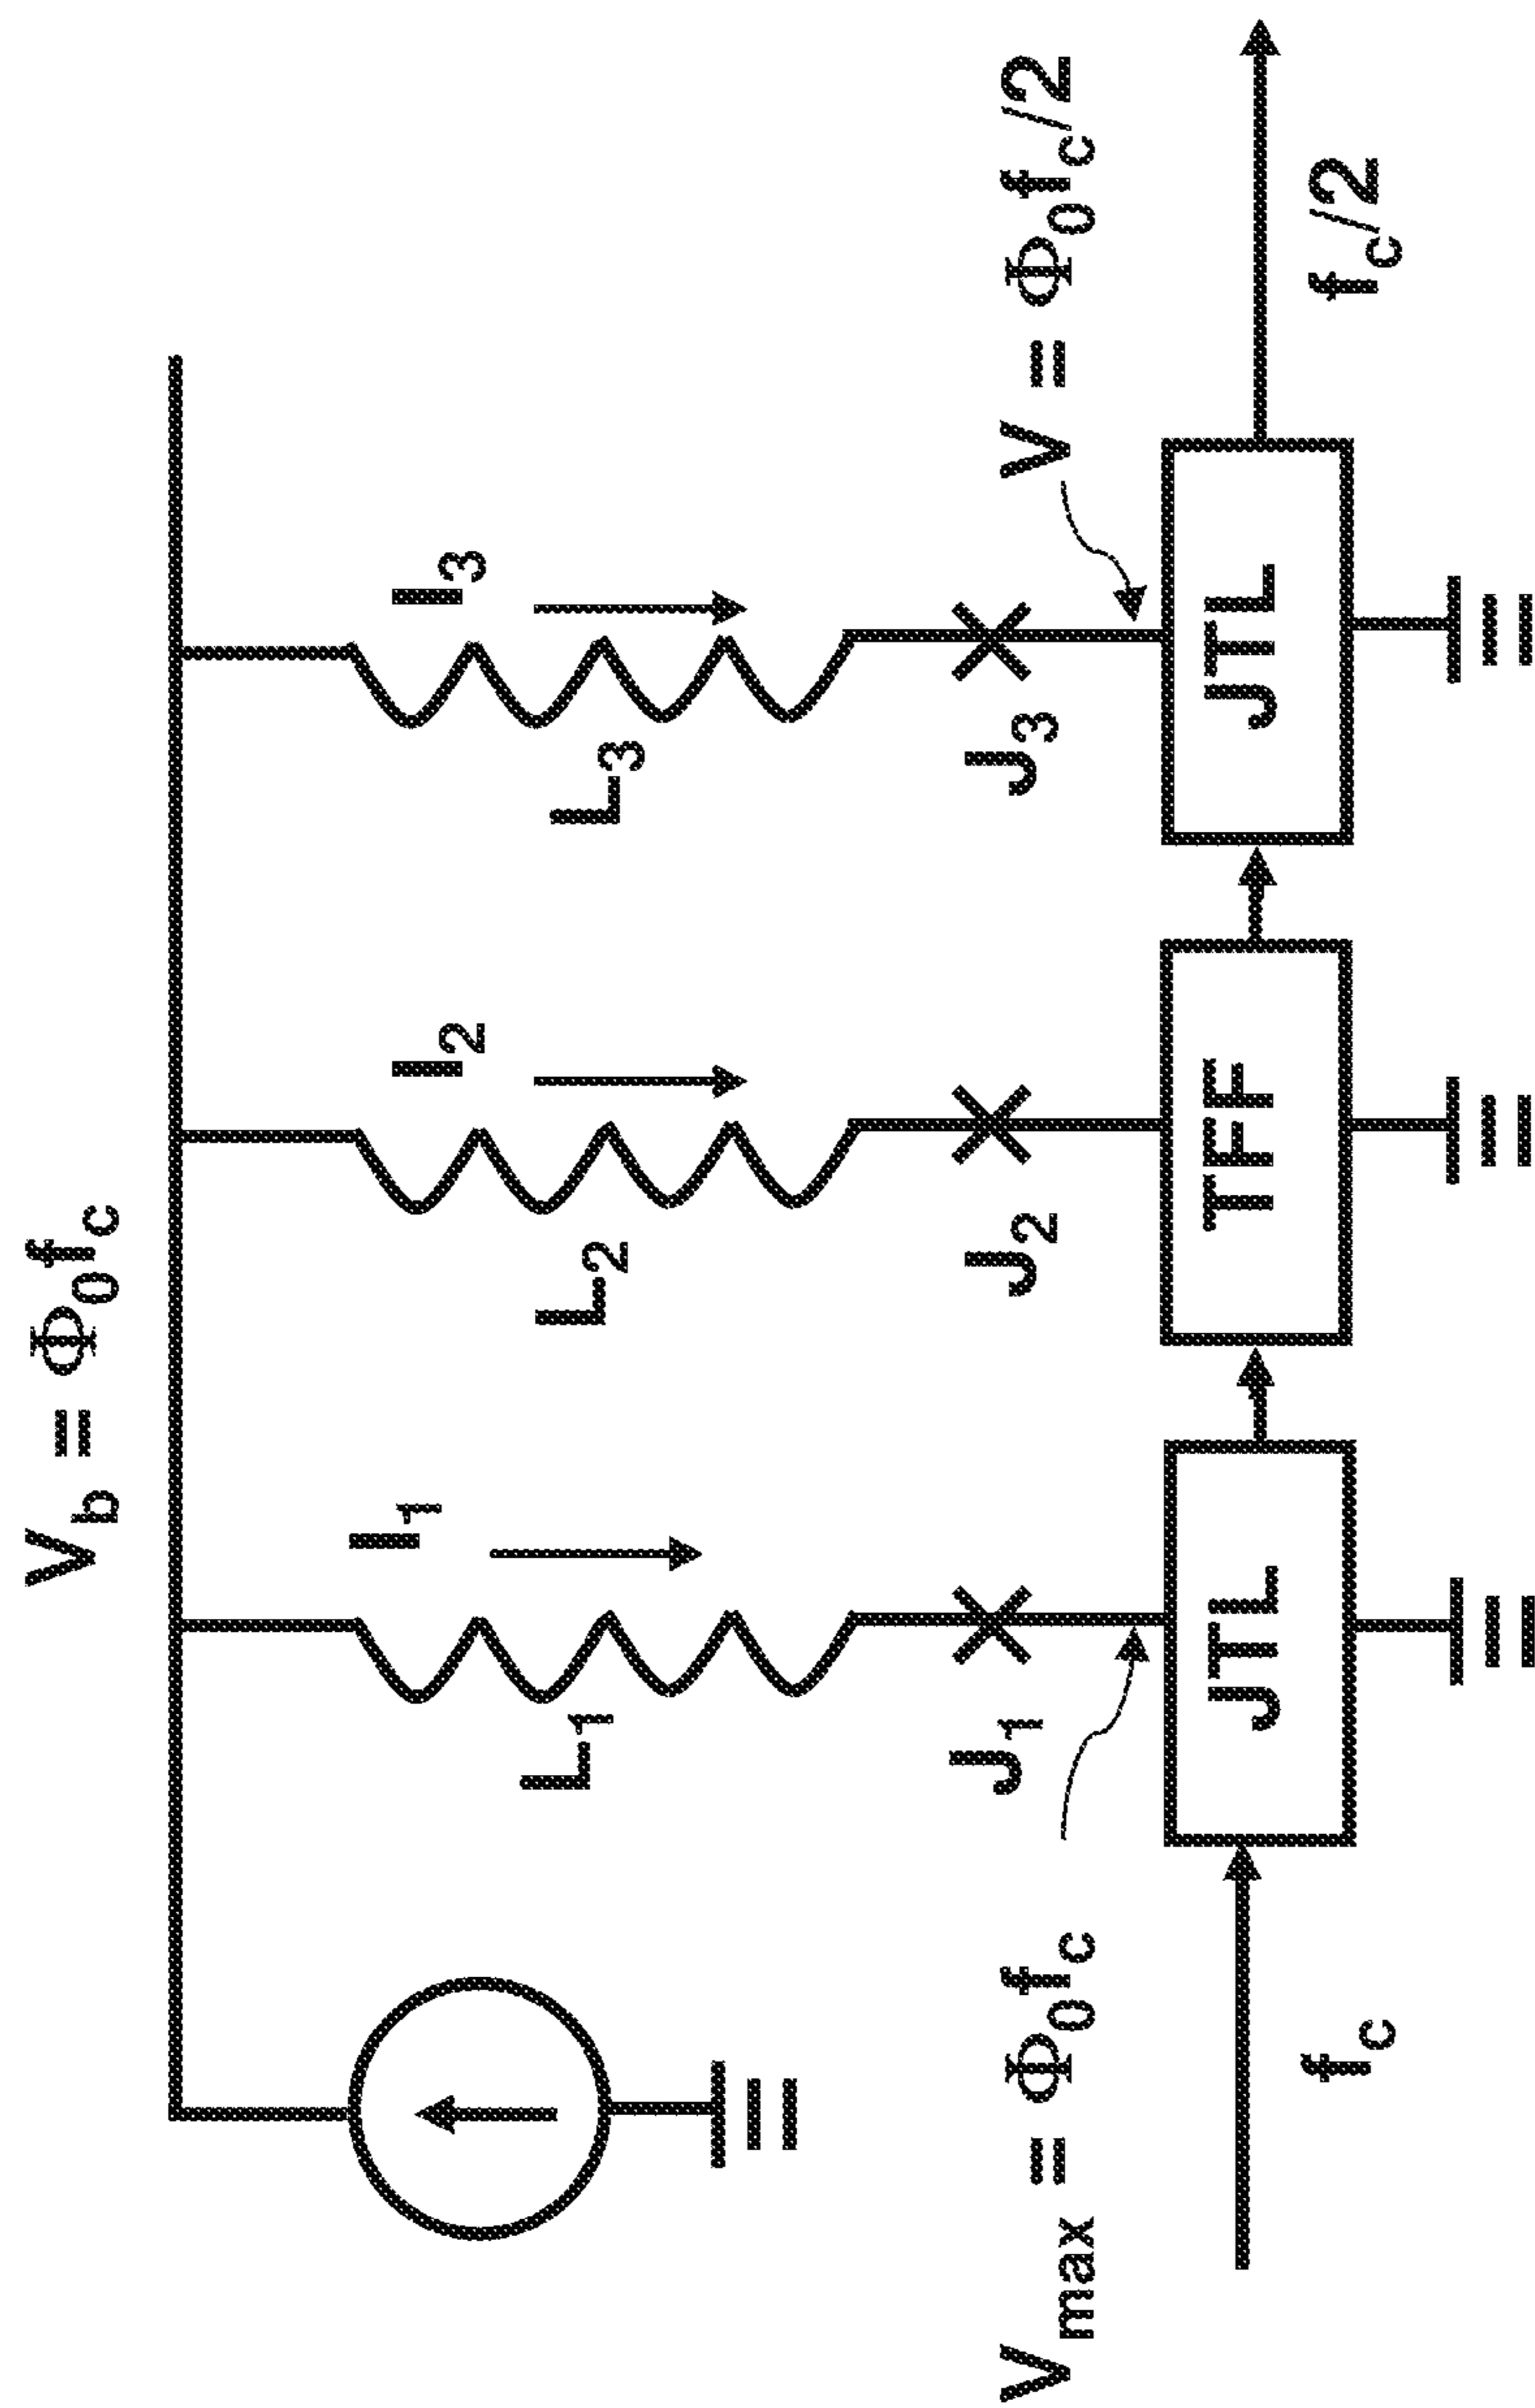 V_b = Φ_0f_c
I_1
I_2
I_3
L_1
L_2
L_3
J_1
J_2
J_3
V_max = Φ_0f_c
V = Φ_0f_c/2
JTL
TFF
JTL
f_c
f_c/2